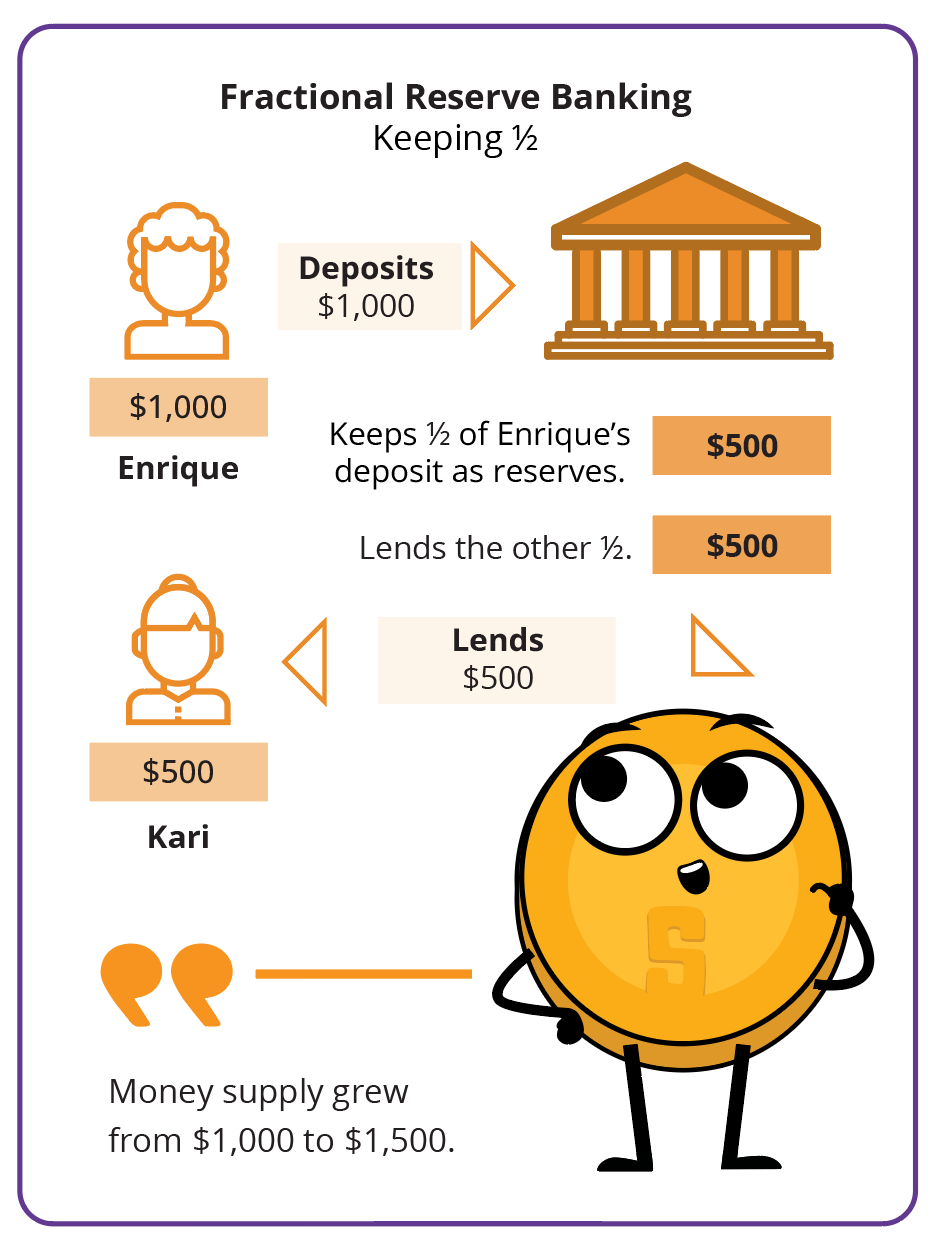 Fractional Reserve Banking
Keeping ½
Deposits
$1,000
$1,000
Enrique
Keeps ½ of Enrique’s
deposit as reserves.
$500
Lends the other ½.
$500
Lends
$500
$500
Kari
Money supply grew
from $1,000 to $1,500.